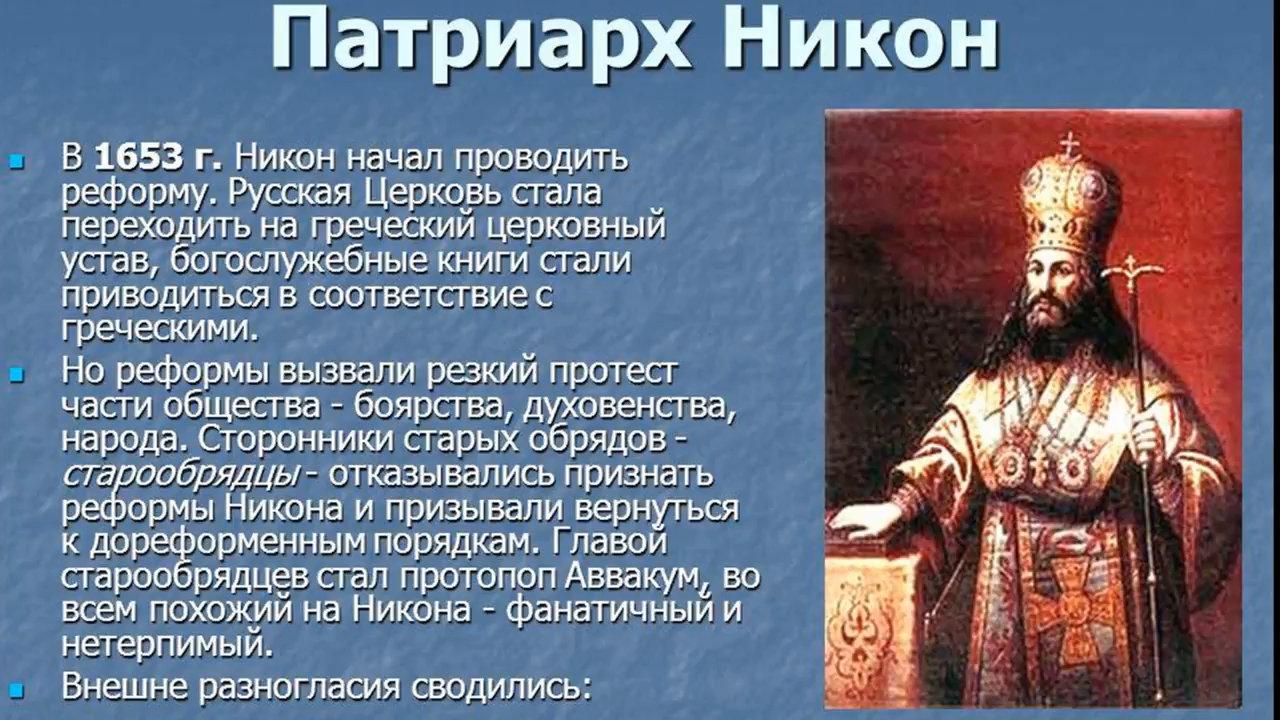 Патриарх Никон
В 1653 г. Никон начал проводить
реформу. Русская Церковь стала
переходить на греческий церковный
устав, богослужебные книги стали
приводиться в соответствие с
греческими.
Но реформы вызвали резкий протест
части общества - боярства, духовенства,
народа. Сторонники старых обрядов -
старообрядцы - отказывались признать
реформы Никона и призывали вернуться
к дореформенным порядкам. Главой
старообрядцев стал протопоп Аввакум, во
всем похожий на Никона - фанатичный и
нетерпимый.
Внешне разногласия сводились: